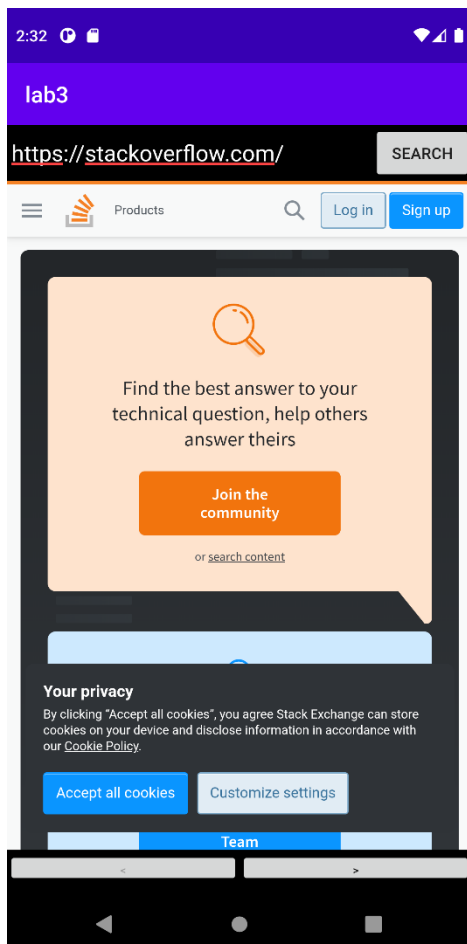 2:32
lab3
https://stackoverflow.com/ SEARCH
Products Log in Sign up
Find the best answer to your
technical question, help others
answer theirs
Join the
community
or search content
Your privacy
By clicking “Accept all cookies”, you agree Stack Exchange can store
cookies on your device and disclose information in accordance with
our Cookie Policy.
Accept all cookies Customize settings
Team
< >